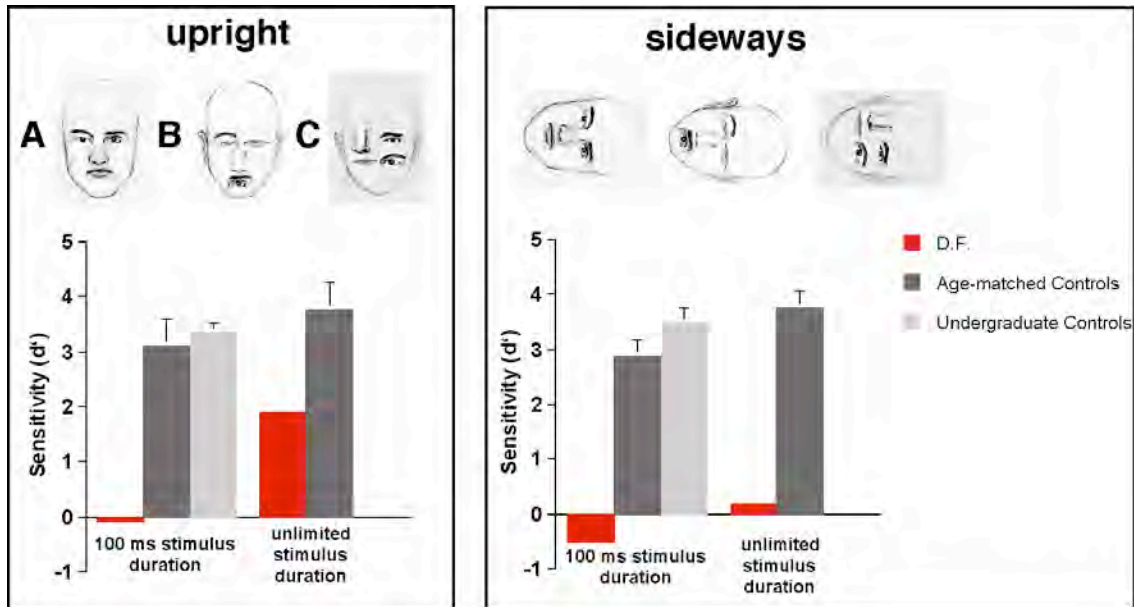 upright
A
B
C
5
4
3
2
1
0
-1
Sensitivity (d')
100 ms stimulus
duration
unlimited
stimulus
duration
sideways
5
4
3
2
1
0
-1
Sensitivity (d')
100 ms stimulus
duration
unlimited
stimulus
duration
D.F.
Age-matched Controls
Undergraduate Controls